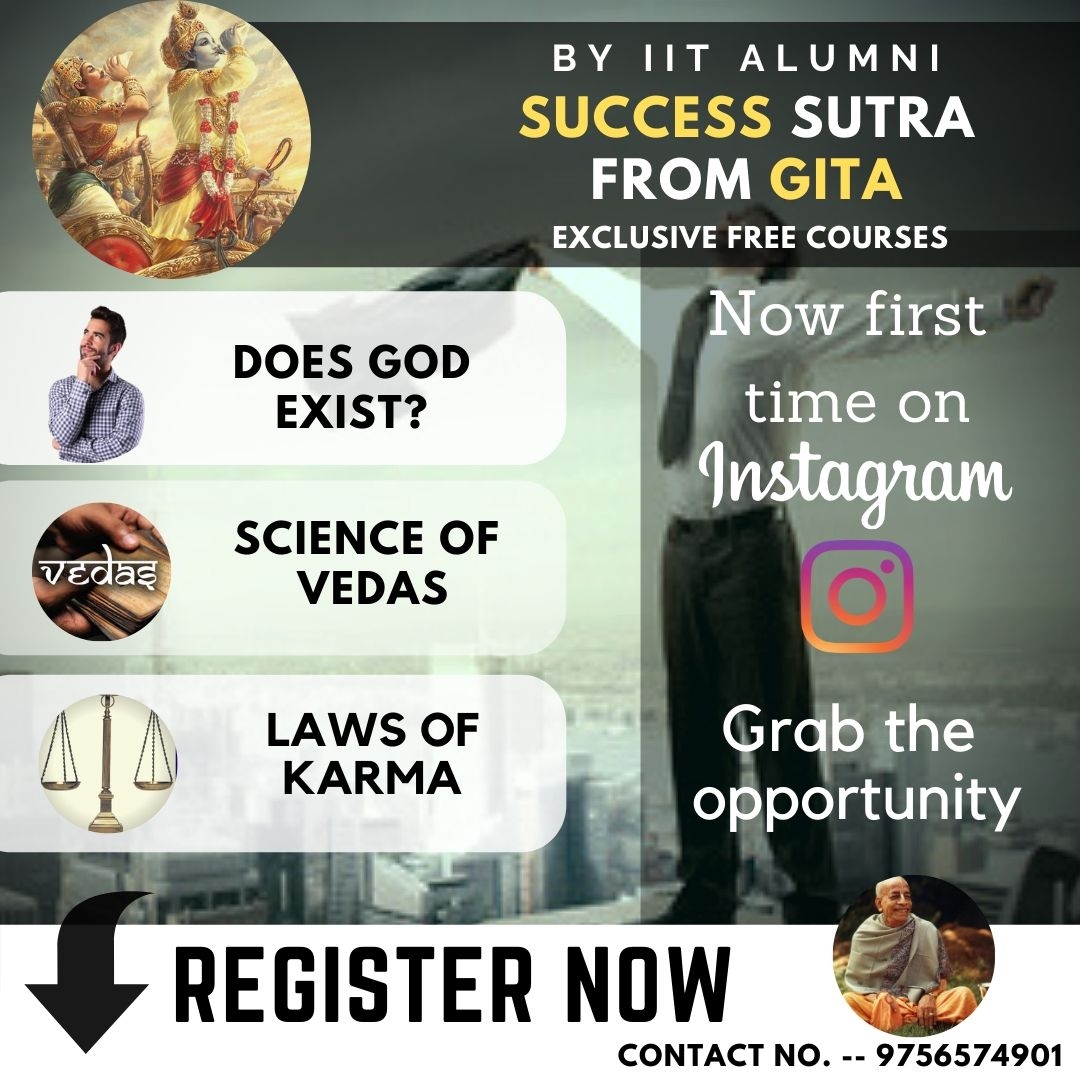 BY IIT ALUMNI
SUCCESS SUTRA
FROM GITA
EXCLUSIVE FREE COURSES
DOES GOD
EXIST?
SCIENCE OF
VEDAS
vedas
LAWS OF
KARMA
Now first
time on
Instagram
Grab the
opportunity
REGISTER NOW
CONTACT NO. -- 9756574901